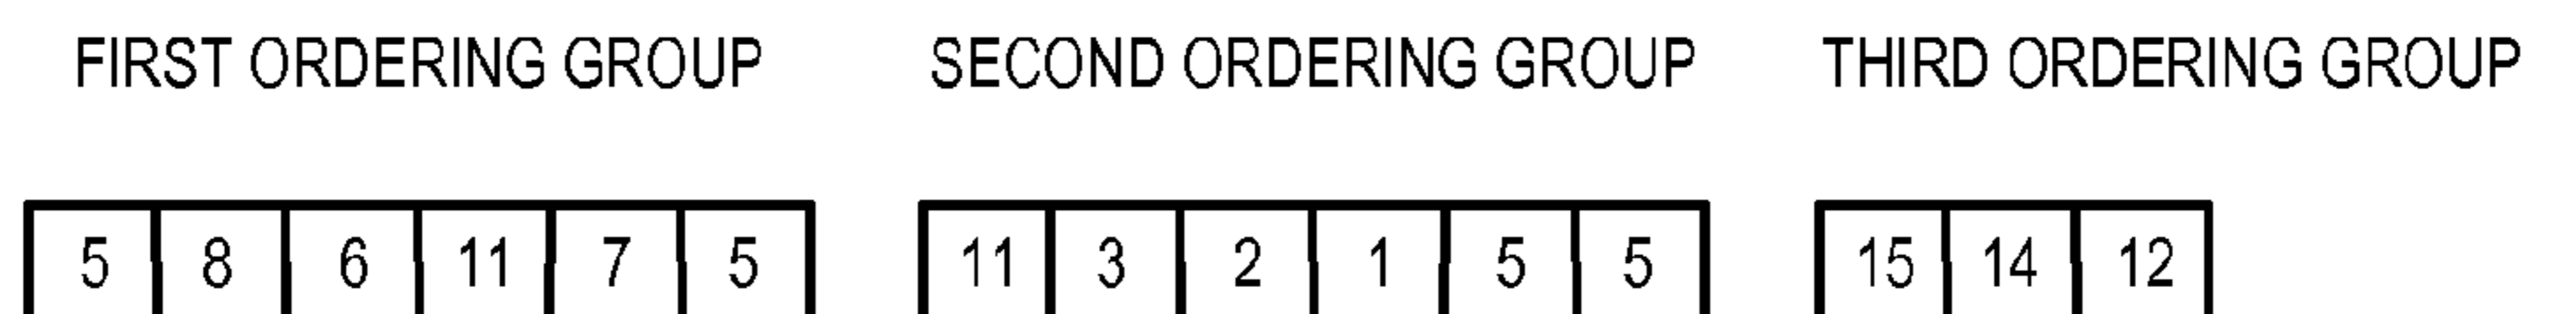 FIRST ORDERING GROUP SECOND ORDERING GROUP THIRD ORDERING GROUP
5 8 6 11 7 5 11 3 2 1 5 5 15 14 12